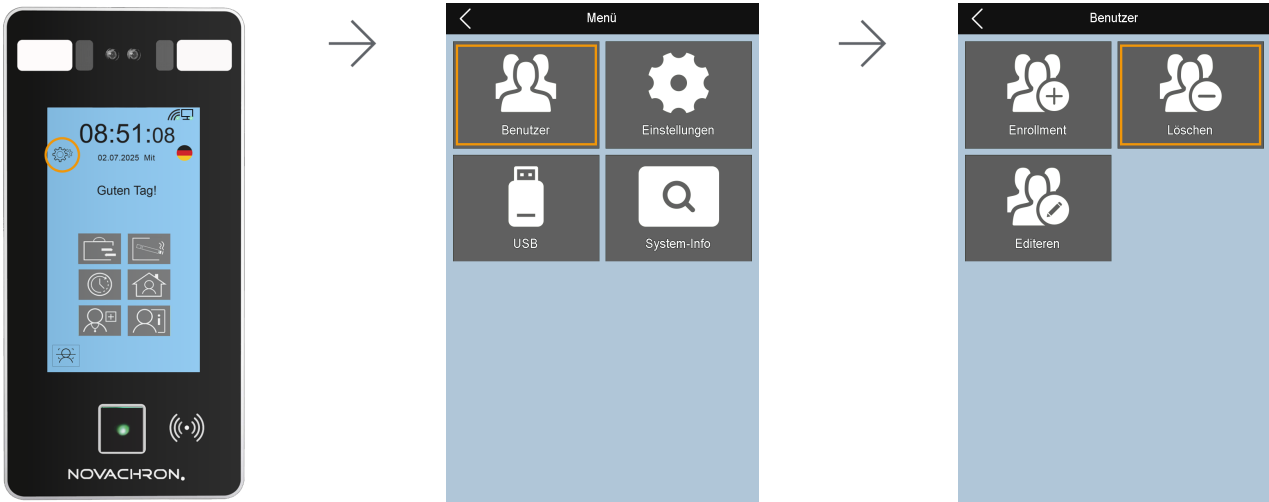 08:51:08
02.07.2025 Mit
Guten Tag!
NOVACHRON.
Menü
Benutzer
Einstellungen
USB
System-Info
Benutzer
Enrollment
Löschen
Editeren